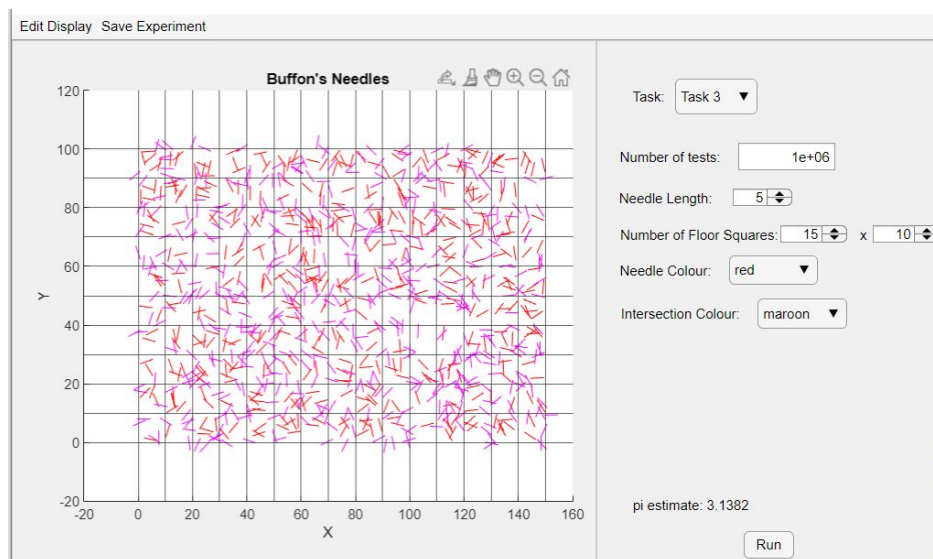 Edit Display Save Experiment
Buffon's Needles
120
100
80
60
40
20
0
-20
Y
-20 0 20 40 60 80 100 120 140 160
X
Task: Task 3
Number of tests: 1e+06
Needle Length: 5
Number of Floor Squares: 15 x 10
Needle Colour: red
Intersection Colour: maroon
pi estimate: 3.1382
Run